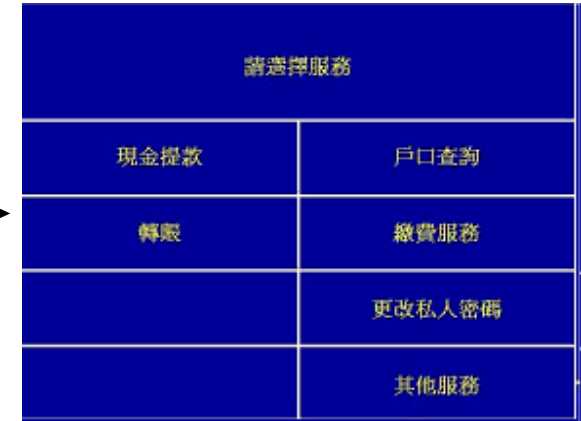 請選擇服務
現金提款
戶口查詢
轉賬
繳費服務
更改私人密碼
其他服務